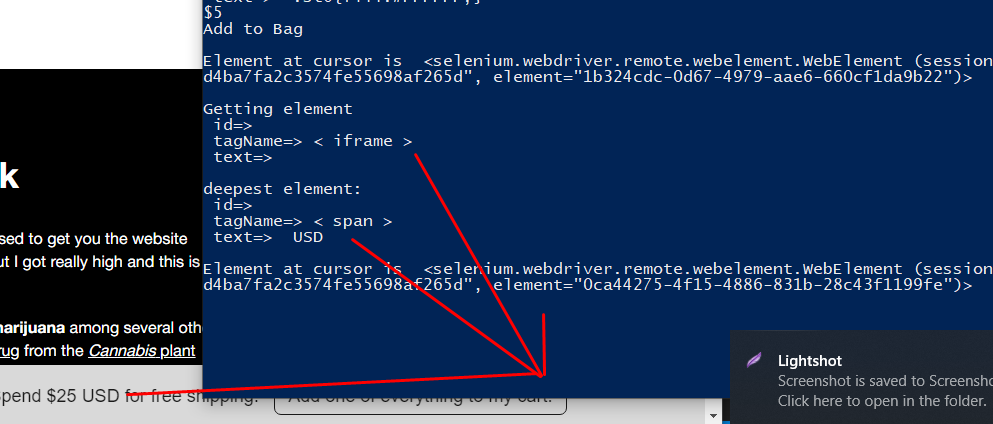 $5
Add to Bag
Element at cursor is <selenium.webdriver.remote.webelement.WebElement (session
d4ba7fa2c3574fe55698af265d", element="1b324cdc-0d67-4979-aae6-660cf1da9b22")>
Getting element
id=>
tagName=> < iframe >
text=>
deepest element:
id=>
tagName=> < span >
text=> USD
Element at cursor is <selenium.webdriver.remote.webelement.WebElement (session
d4ba7fa2c3574fe55698af265d", element="0ca44275-4f15-4886-831b-28c43f1199fe")>
k
sed to get you the website
ut I got really high and this is
arijuana among several oth
rug from the Cannabis plant
pend $25 USD for free shipping.
Add one of everything to my cart!
Lightshot
Screenshot is saved to Screensho
Click here to open in the folder.